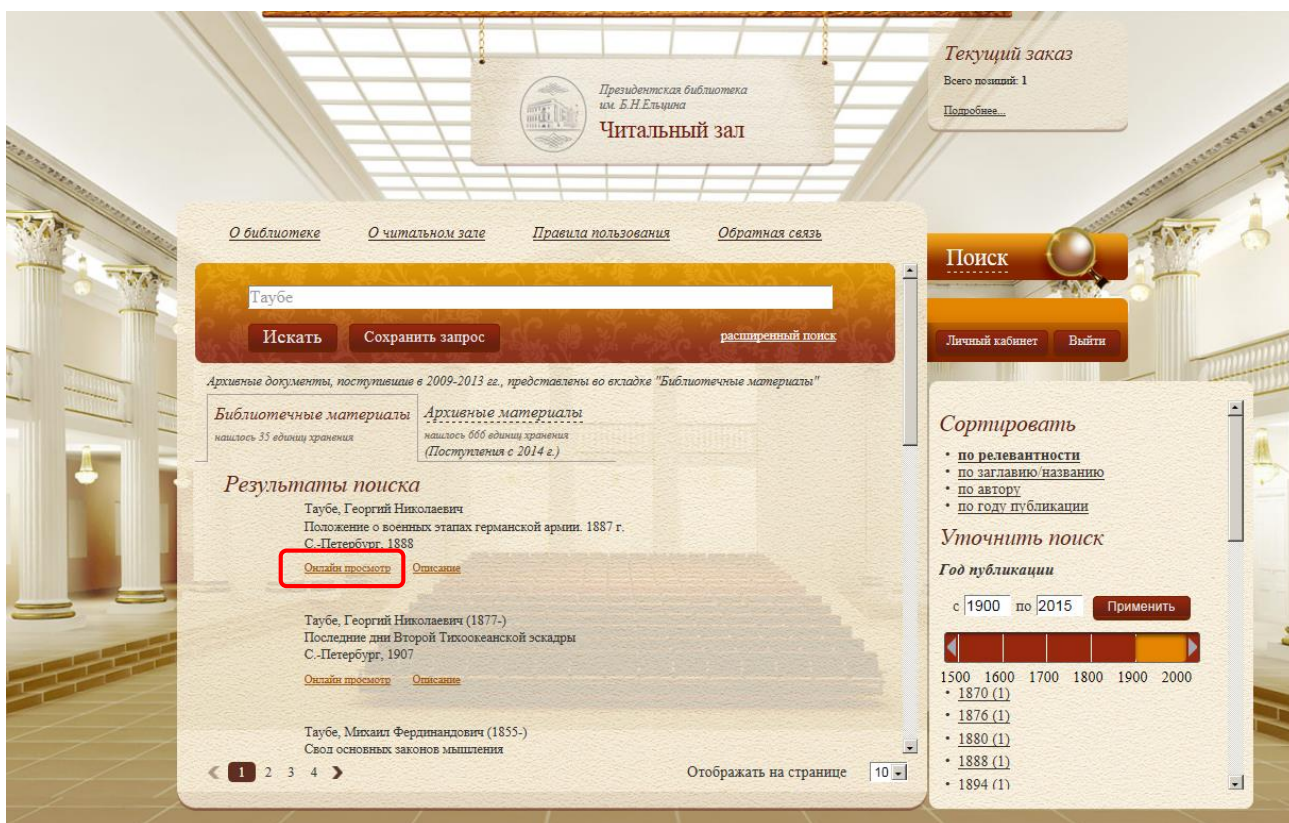 Президентская библиотека
им. Б.Н.Ельцина
Читальный зал
Текущий заказ
Всего позиций: 1
Подробнее...
О библиотеке О читальном зале Правила пользования Обратная связь
Таубе
Искать Сохранить запрос расширенный поиск
Поиск
Личный кабинет Выйти
Архивные документы, поступившие в 2009-2013 гг., представлены во вкладке "Библиотечные материалы"
Библиотечные материалы
нашлось 35 единиц хранения
Архивные материалы
нашлось 666 единиц хранения
(Поступления с 2014 г.)
Результаты поиска
Таубе, Георгий Николаевич
Положение о военных этапах германской армии. 1887 г.
С.-Петербург, 1888
Онлайн просмотр Описание
Таубе, Георгий Николаевич (1877-)
Последние дни Второй Тихоокеанской эскадры
С.-Петербург, 1907
Онлайн просмотр Описание
Таубе, Михаил Фердинандович (1855-)
Свод основных законов мышления
1 2 3 4
Отображать на странице 10
Сортировать
• по релевантности
• по заглавию/названию
• по автору
• по году публикации
Уточнить поиск
Год публикации
с 1900 по 2015 Применить
1500 1600 1700 1800 1900 2000
• 1870 (1)
• 1876 (1)
• 1880 (1)
• 1888 (1)
• 1894 (1)